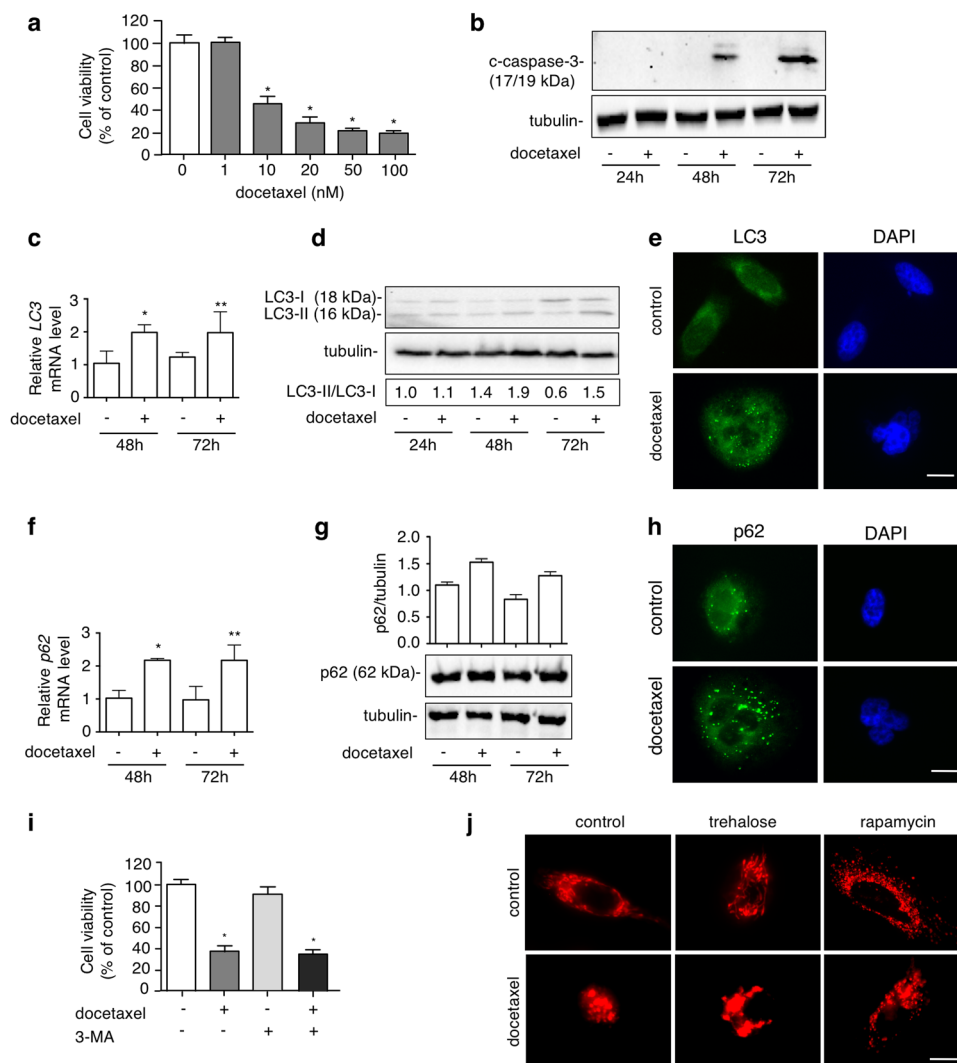 a
Cell viability
(% of control)
120
100
80
60
40
20
0
* * * *
0 1 10 20 50 100
docetaxel (nM)
b
c-caspase-3-
(17/19 kDa)
tubulin-
docetaxel - + - + - +
24h 48h 72h
c
Relative LC3
mRNA level
3
2
1
0
* **
docetaxel - + - +
48h 72h
d
LC3-I (18 kDa)-
LC3-II (16 kDa)-
tubulin-
LC3-II/LC3-I 1.0 1.1 1.4 1.9 0.6 1.5
docetaxel - + - + - +
24h 48h 72h
e
LC3 DAPI
control
docetaxel
f
Relative p62
mRNA level
3
2
1
0
* **
docetaxel - + - +
48h 72h
g
p62/tubulin
2.0
1.5
1.0
0.5
0.0
p62 (62 kDa)-
tubulin-
docetaxel - + - +
48h 72h
h
p62 DAPI
control
docetaxel
i
Cell viability
(% of control)
120
100
80
60
40
20
0
* *
docetaxel - + - +
3-MA - - + +
j
control trehalose rapamycin
control
docetaxel